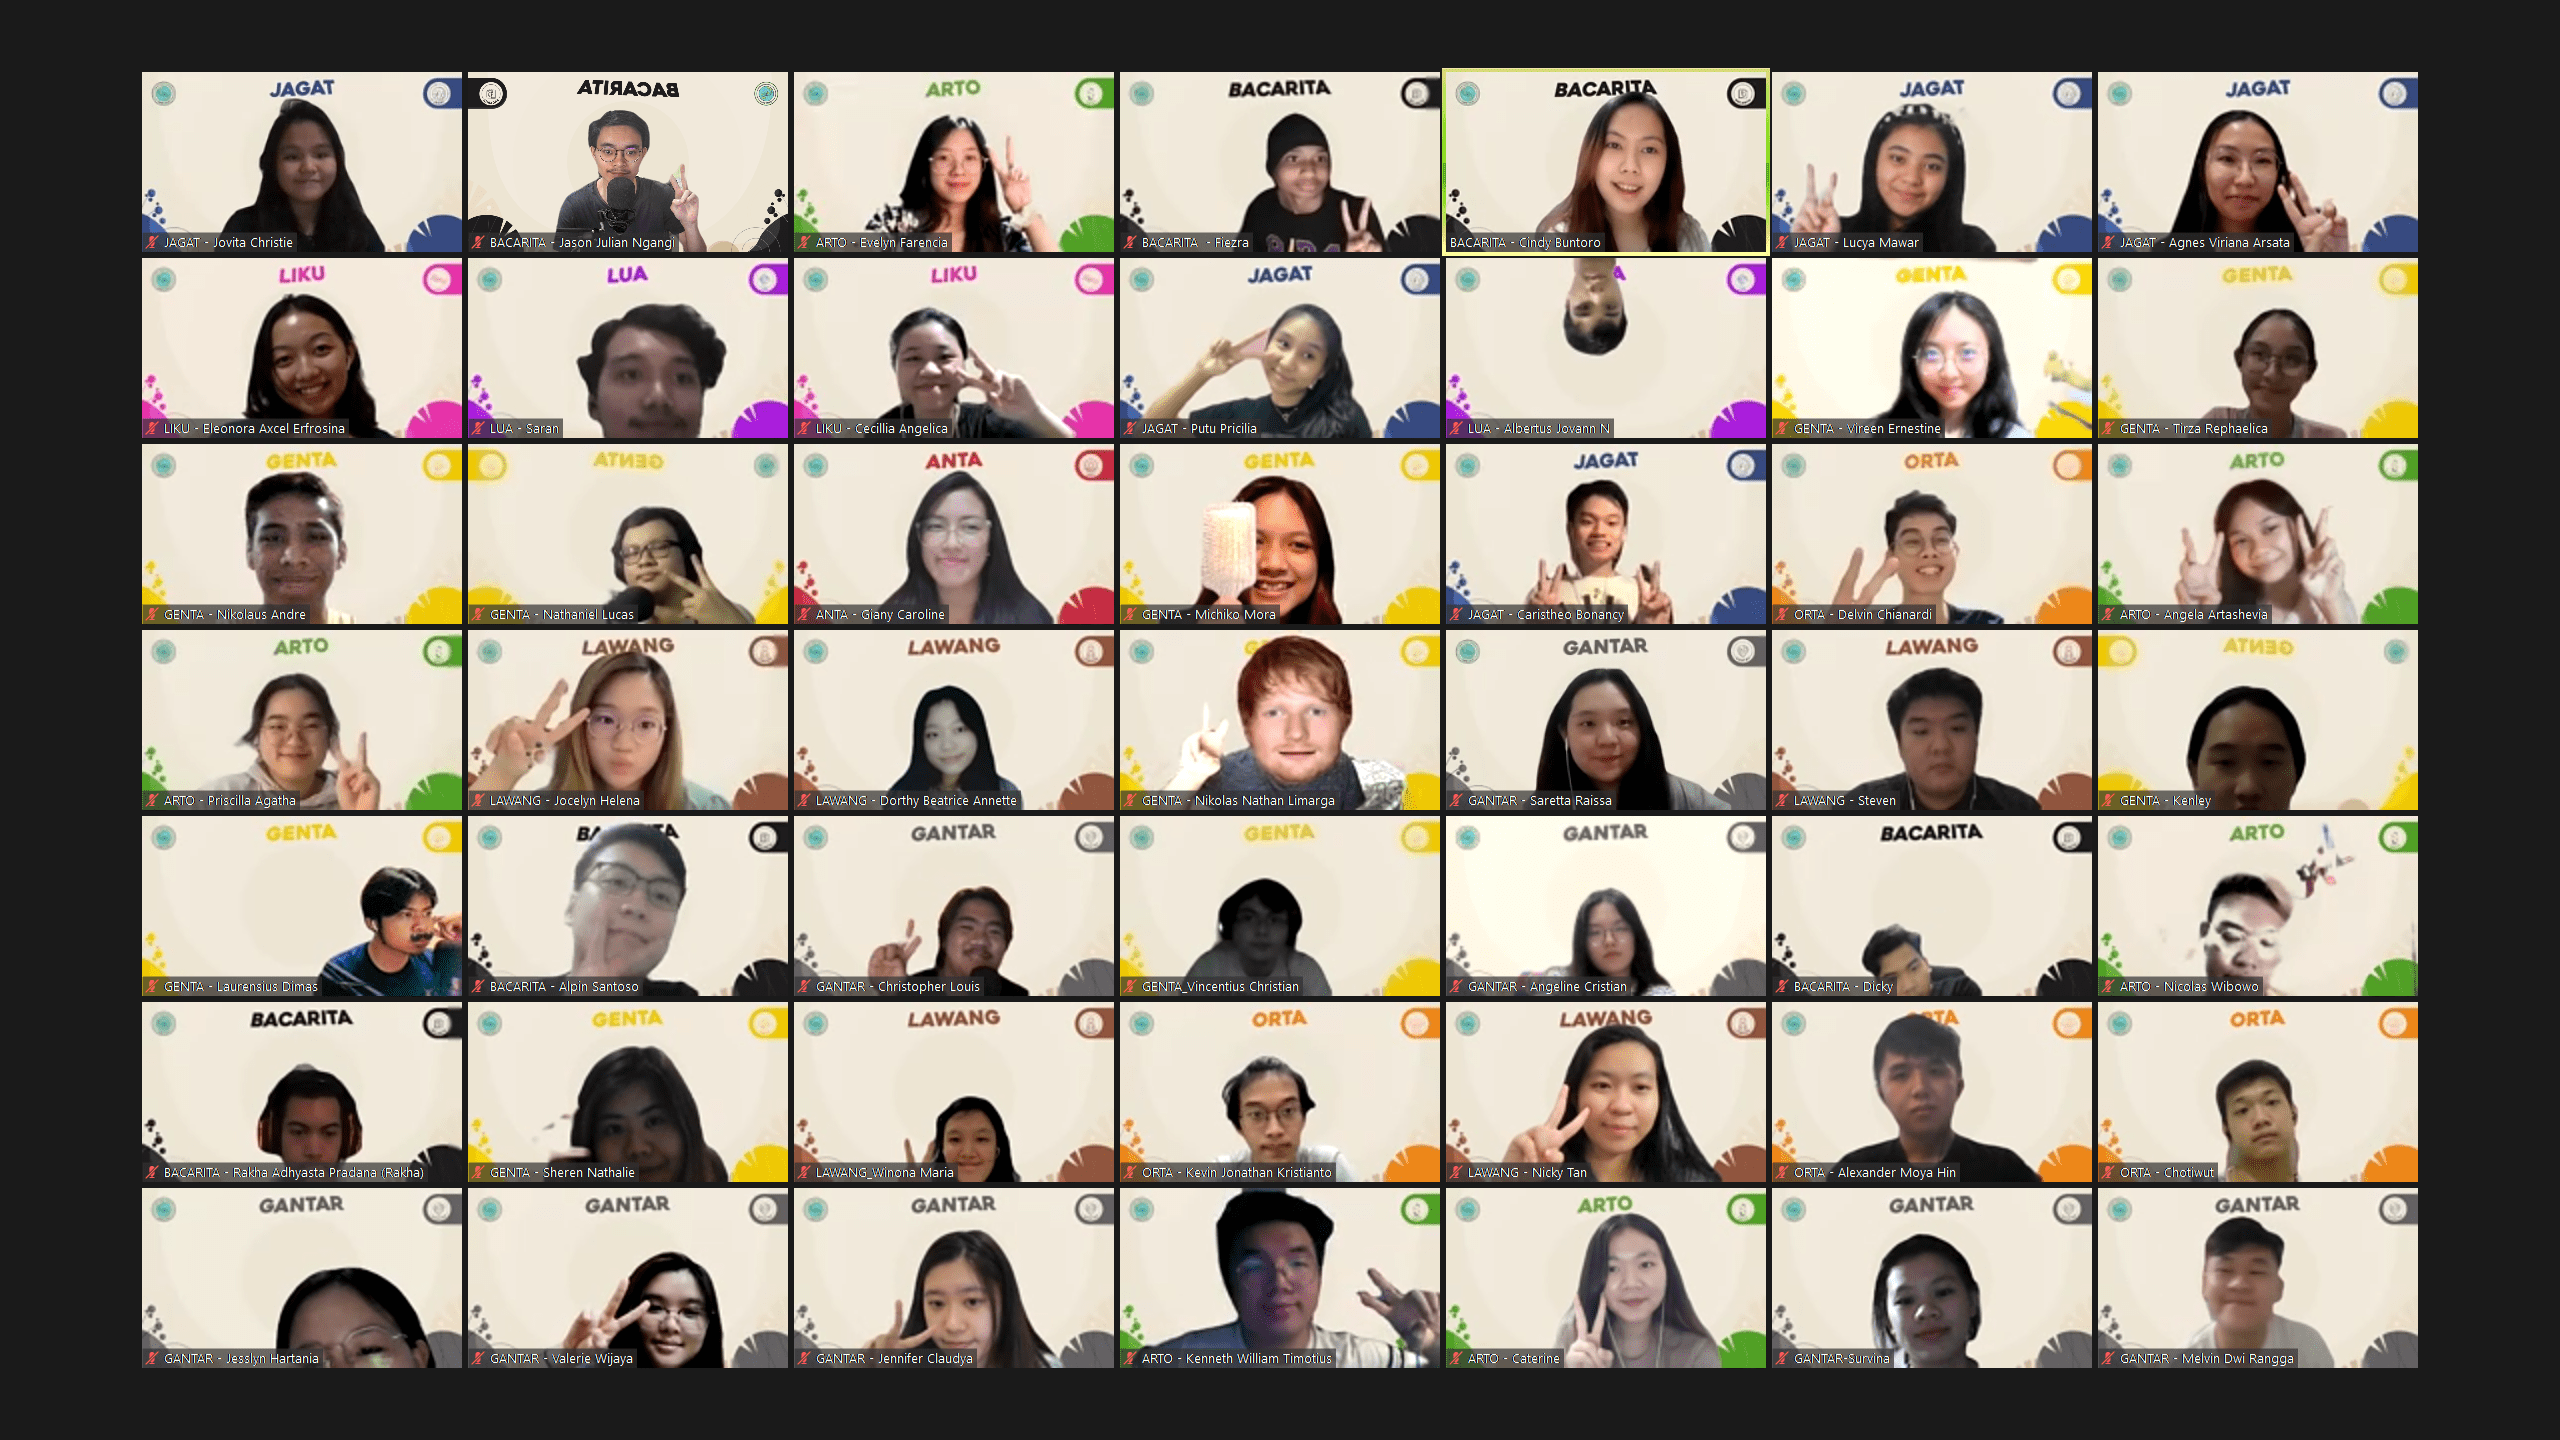 JAGAT
JAGAT - Jovita Christie
BACARITA
BACARITA - Jason Julian Ngangi
ARTO
ARTO - Evelyn Farencia
BACARITA
BACARITA - Fiezra
BACARITA
BACARITA - Cindy Buntoro
JAGAT
JAGAT - Lucya Mawar
JAGAT
JAGAT - Agnes Viriana Arsata
LIKU
LIKU - Eleonora Axcel Erfrosina
LUA
LUA - Saran
LIKU
LIKU - Cecillia Angelica
JAGAT
JAGAT - Putu Pricilia
LUA - Albertus Jovann N
GENTA
GENTA - Vireen Ernestine
GENTA
GENTA - Tirza Rephaelica
GENTA
GENTA - Nikolaus Andre
GENTA
GENTA - Nathaniel Lucas
ANTA
ANTA - Giany Caroline
GENTA
GENTA - Michiko Mora
JAGAT
JAGAT - Caristheo Bonancy
ORTA
ORTA - Delvin Chianardi
ARTO
ARTO - Angela Artashevia
ARTO
ARTO - Priscilla Agatha
LAWANG
LAWANG - Jocelyn Helena
LAWANG
LAWANG - Dorthy Beatrice Annette
GENTA - Nikolas Nathan Limarga
GANTAR
GANTAR - Saretta Raissa
LAWANG
LAWANG - Steven
GENTA
GENTA - Kenley
GENTA
GENTA - Laurensius Dimas
BACARITA - Alpin Santoso
GANTAR
GANTAR - Christopher Louis
GENTA
GENTA_Vincentius Christian
GANTAR
GANTAR - Angeline Cristian
BACARITA
BACARITA - Dicky
ARTO
ARTO - Nicolas Wibowo
BACARITA
BACARITA - Rakha Adhyasta Pradana (Rakha)
GENTA
GENTA - Sheren Nathalie
LAWANG
LAWANG_Winona Maria
ORTA
ORTA - Kevin Jonathan Kristianto
LAWANG
LAWANG - Nicky Tan
ORTA - Alexander Moya Hin
ORTA
ORTA - Chotiwut
GANTAR
GANTAR - Jesslyn Hartania
GANTAR
GANTAR - Valerie Wijaya
GANTAR
GANTAR - Jennifer Claudya
ARTO - Kenneth William Timotius
ARTO
ARTO - Caterine
GANTAR
GANTAR-Survina
GANTAR
GANTAR - Melvin Dwi Rangga